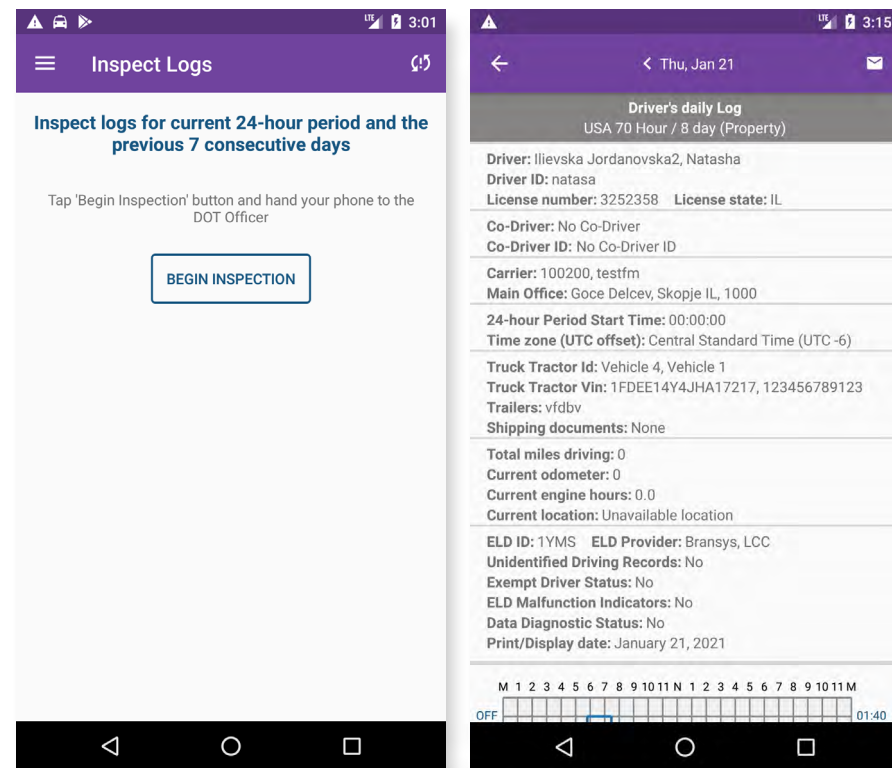 LTE 3:01
Inspect Logs
Inspect logs for current 24-hour period and the
previous 7 consecutive days
Tap 'Begin Inspection' button and hand your phone to the
DOT Officer
BEGIN INSPECTION
LTE 3:15
Thu, Jan 21
Driver's daily Log
USA 70 Hour / 8 day (Property)
Driver: Ilievska Jordanovska2, Natasha
Driver ID: natasa
License number: 3252358 License state: IL
Co-Driver: No Co-Driver
Co-Driver ID: No Co-Driver ID
Carrier: 100200, testfm
Main Office: Goce Delcev, Skopje IL, 1000
24-hour Period Start Time: 00:00:00
Time zone (UTC offset): Central Standard Time (UTC -6)
Truck Tractor Id: Vehicle 4, Vehicle 1
Truck Tractor Vin: 1FDEE14Y4JHA17217, 123456789123
Trailers: vfdbv
Shipping documents: None
Total miles driving: 0
Current odometer: 0
Current engine hours: 0.0
Current location: Unavailable location
ELD ID: 1YMS ELD Provider: Bransys, LCC
Unidentified Driving Records: No
Exempt Driver Status: No
ELD Malfunction Indicators: No
Data Diagnostic Status: No
Print/Display date: January 21, 2021
M 1 2 3 4 5 6 7 8 9 10 11 N 1 2 3 4 5 6 7 8 9 10 11 M
OFF 01:40